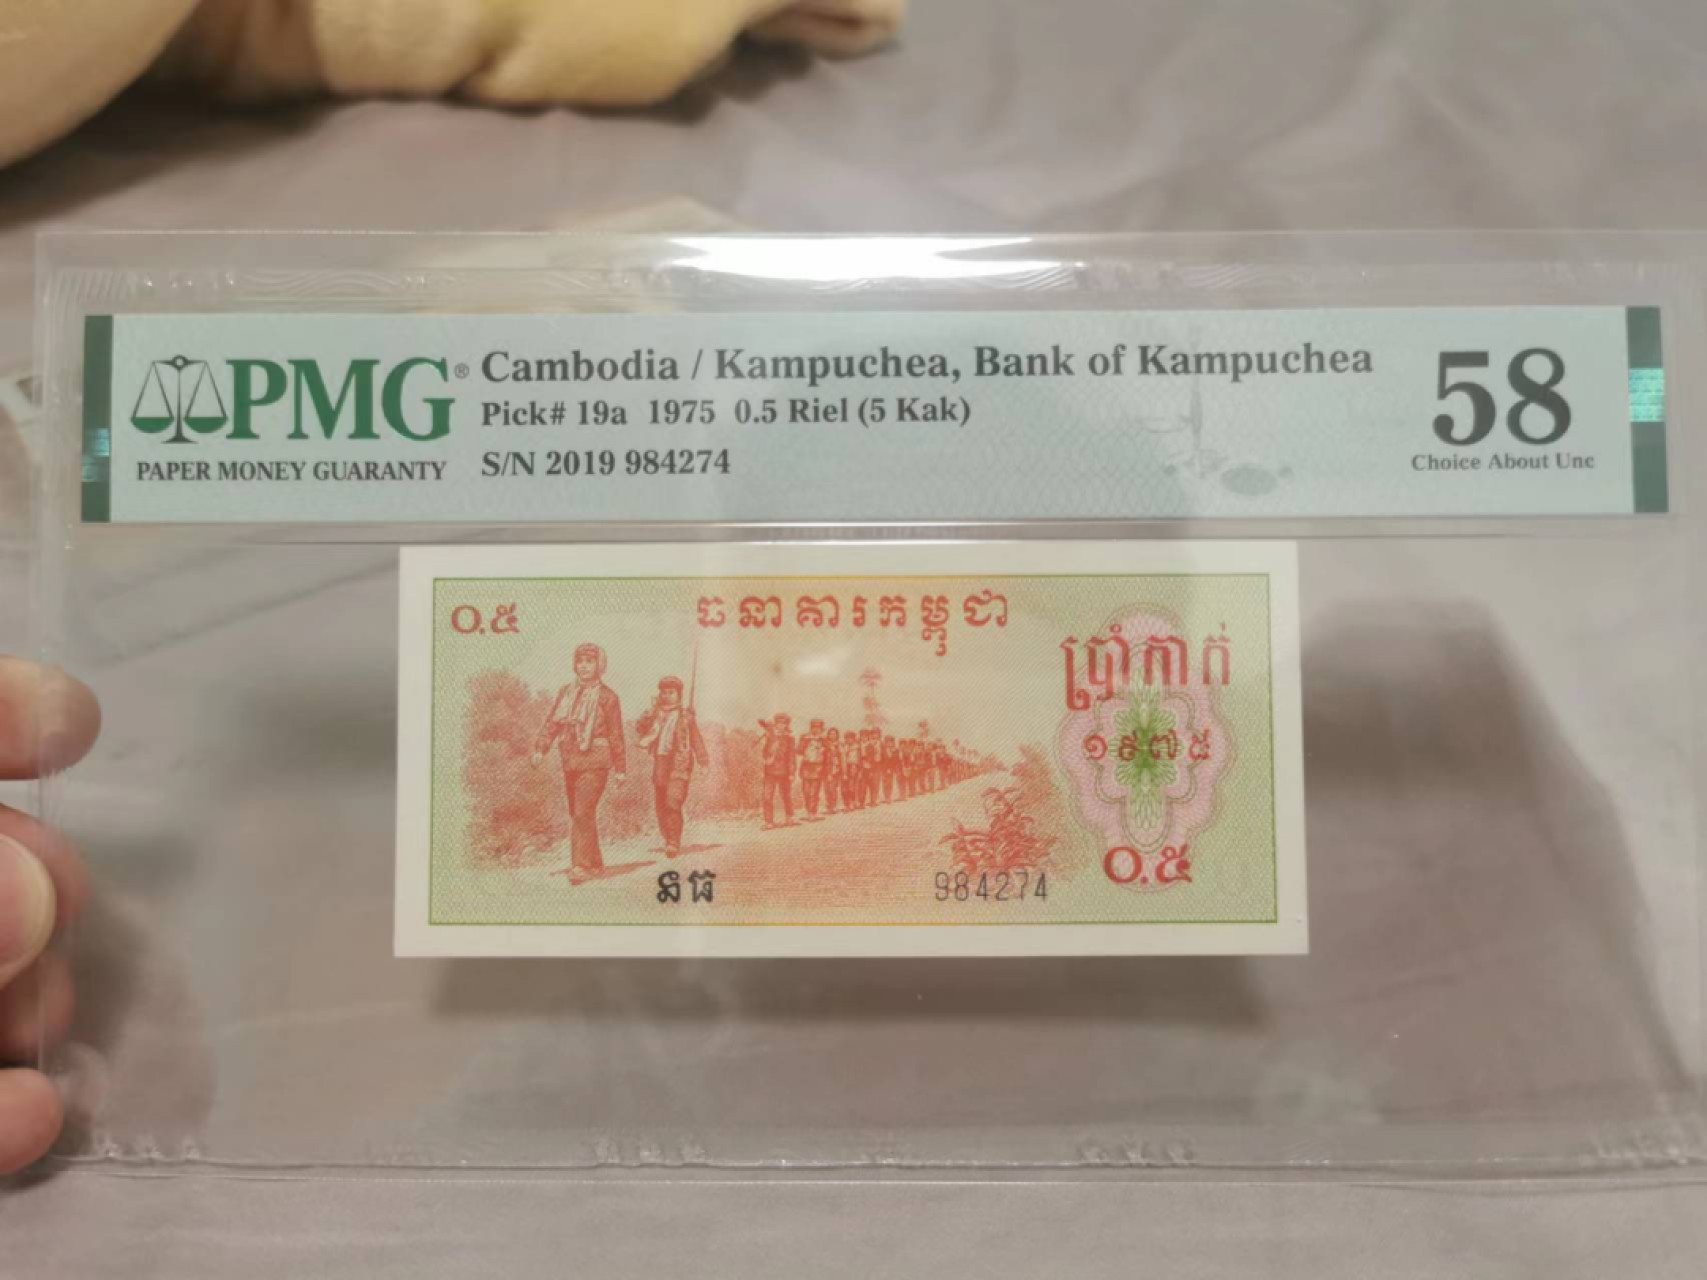 PMG®
PAPER MONEY GUARANTY
Cambodia / Kampuchea, Bank of Kampuchea
Pick# 19a 1975 0.5 Riel (5 Kak)
S/N 2019 984274
58
Choice About Unc
០.៥
ធនាគារកម្ពុជា
ប្រាំកាក់
១៩៧៥
០.៥
នធ
984274